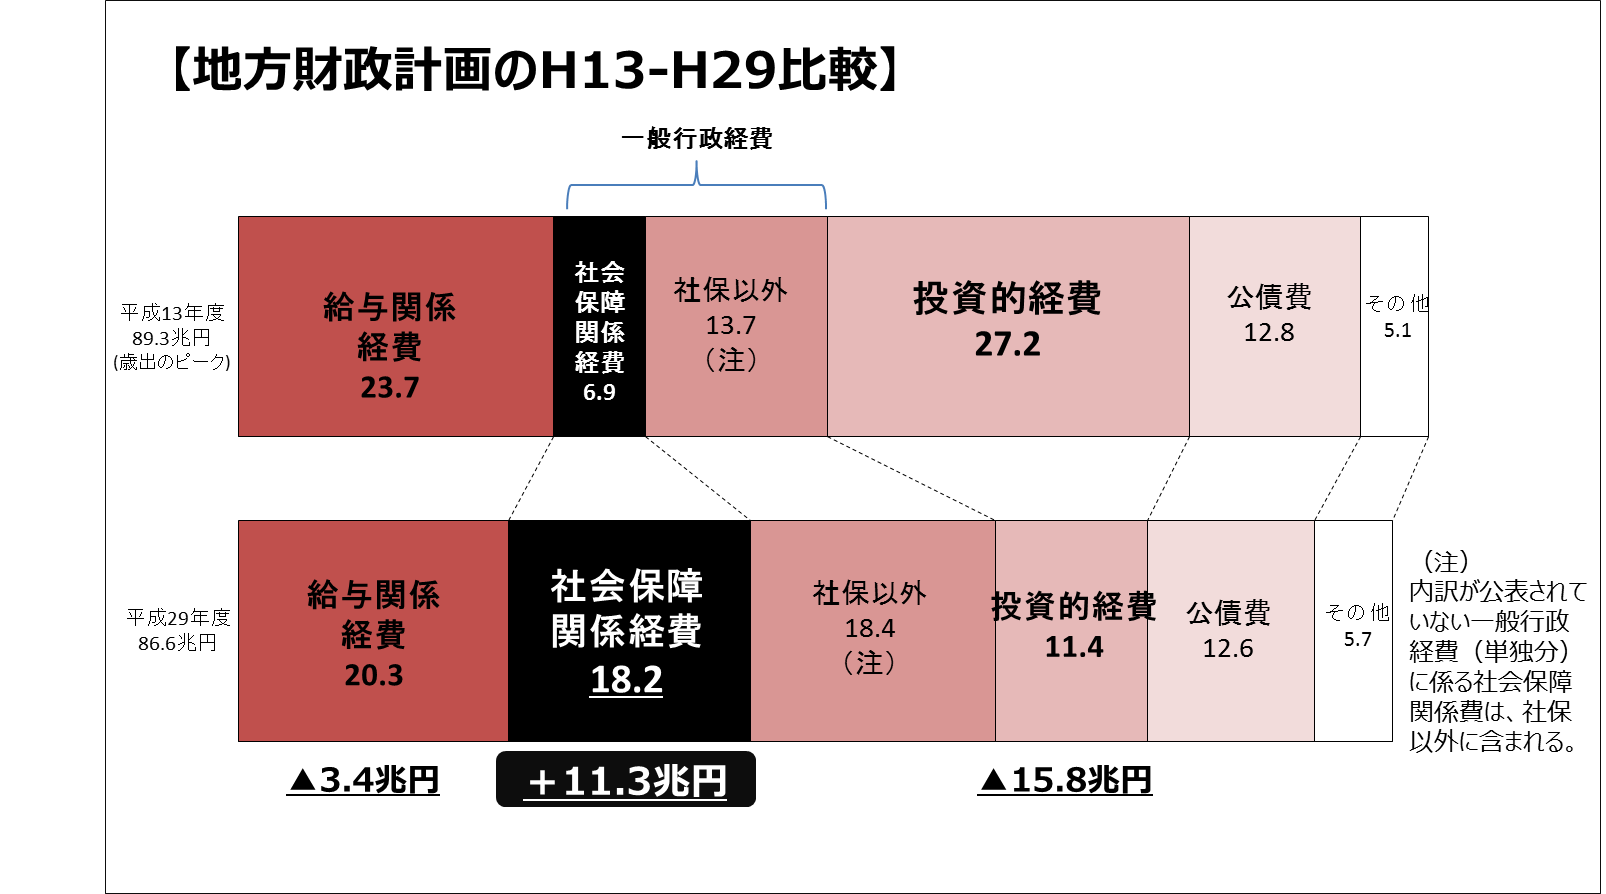 【地方財政計画のH13-H29比較】
一般行政経費
平成13年度
89.3兆円
(歳出のピーク)
給与関係
経費
23.7
社会
保障
関係
経費
6.9
社保以外
13.7
（注）
投資的経費
27.2
公債費
12.8
その他
5.1
平成29年度
86.6兆円
給与関係
経費
20.3
社会保障
関係経費
18.2
社保以外
18.4
（注）
投資的経費
11.4
公債費
12.6
その他
5.7
（注）
内訳が公表されて
いない一般行政
経費（単独分）
に係る社会保障
関係費は、社保
以外に含まれる。
▲3.4兆円
＋11.3兆円
▲15.8兆円